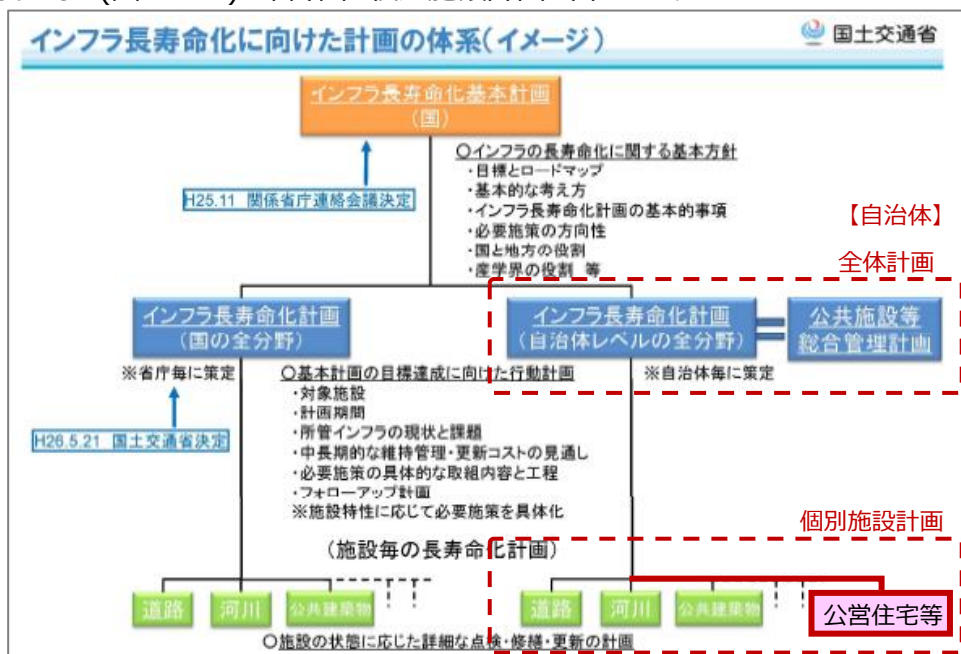 インフラ長寿命化に向けた計画の体系(イメージ)
国土交通省
インフラ長寿命化基本計画
(国)
H25.11 関係省庁連絡会議決定
○インフラの長寿命化に関する基本方針
・目標とロードマップ
・基本的な考え方
・インフラ長寿命化計画の基本的事項
・必要施策の方向性
・国と地方の役割
・産学界の役割 等
【自治体】
全体計画
インフラ長寿命化計画
(国の全分野)
インフラ長寿命化計画
(自治体レベルの全分野)
公共施設等
総合管理計画
※省庁毎に策定
※自治体毎に策定
H26.5.21 国土交通省決定
○基本計画の目標達成に向けた行動計画
・対象施設
・計画期間
・所管インフラの現状と課題
・中長期的な維持管理・更新コストの見通し
・必要施策の具体的な取組内容と工程
・フォローアップ計画
※施設特性に応じて必要施策を具体化
個別施設計画
(施設毎の長寿命化計画)
道路
河川
公共建築物
道路
河川
公共建築物
公営住宅等
○施設の状態に応じた詳細な点検・修繕・更新の計画